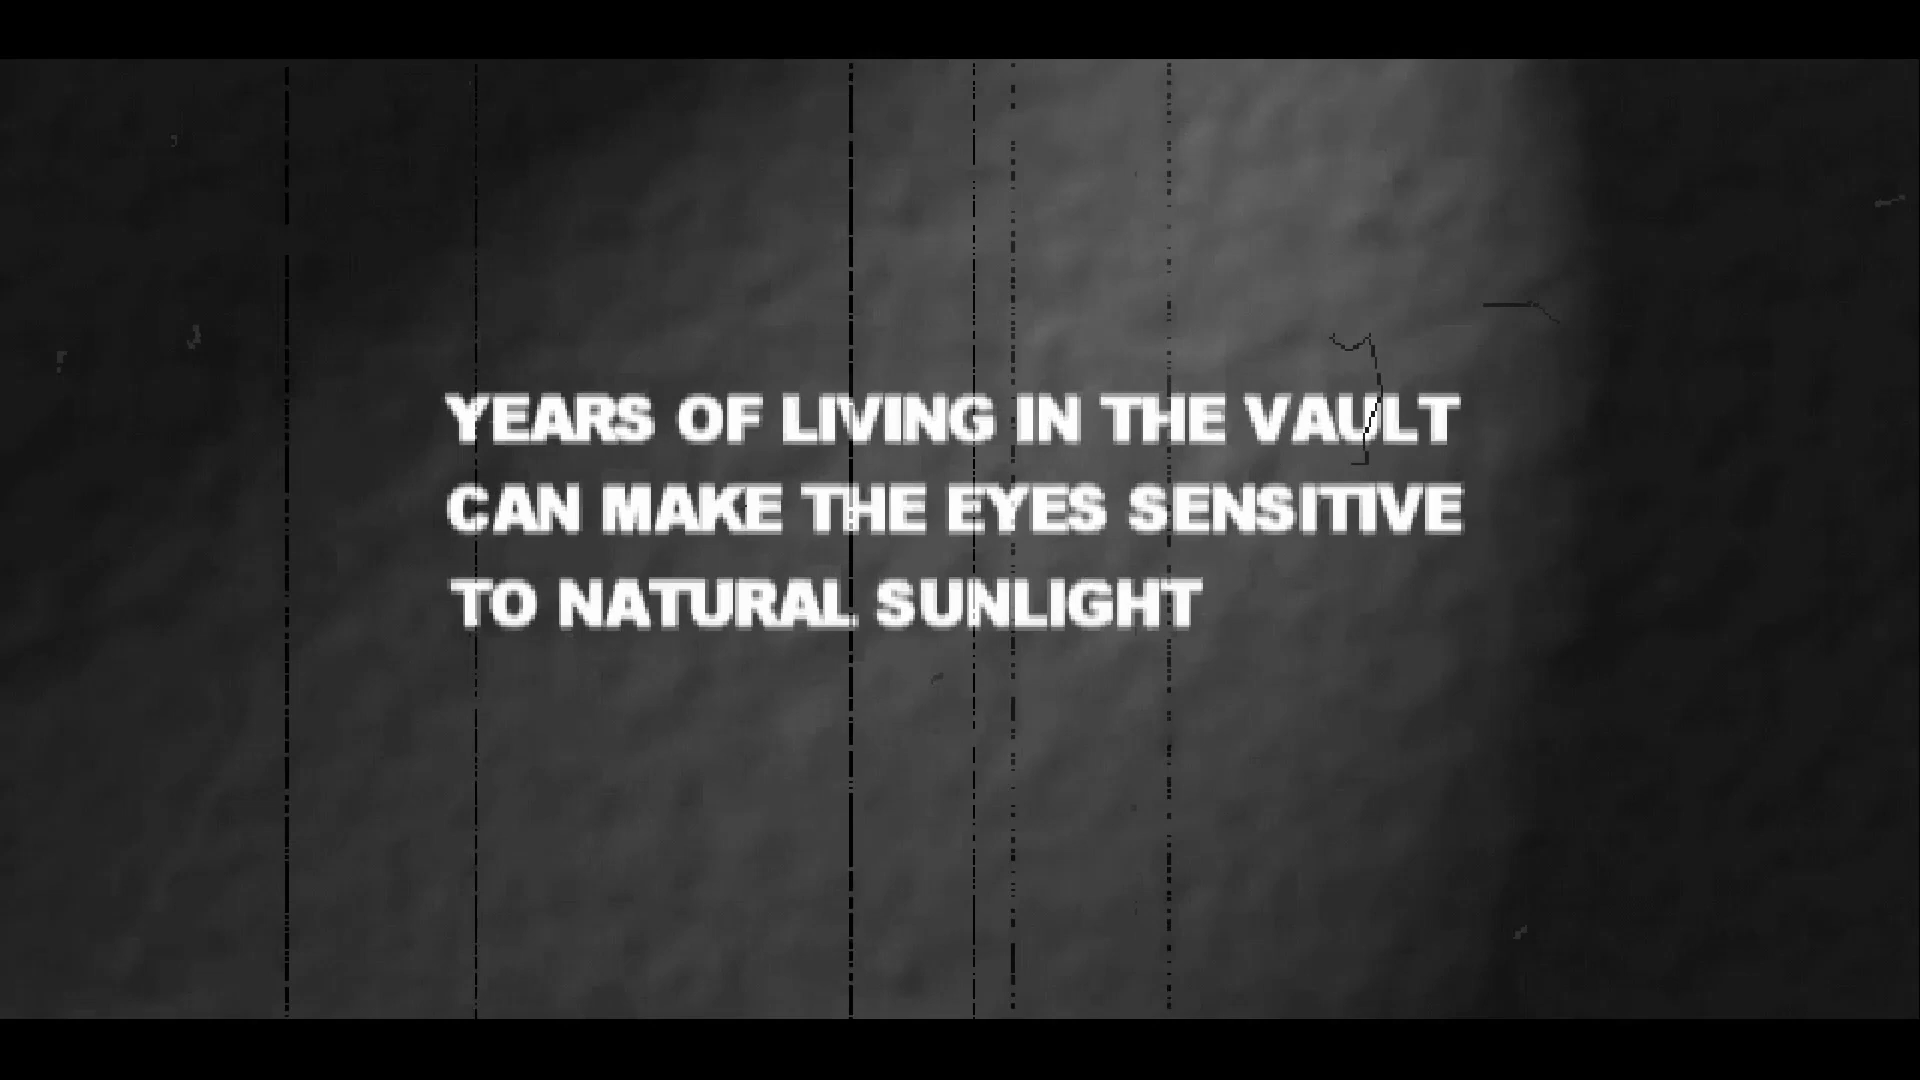 YEARS OF LIVING IN THE VAULT
CAN MAKE THE EYES SENSITIVE
TO NATURAL SUNLIGHT